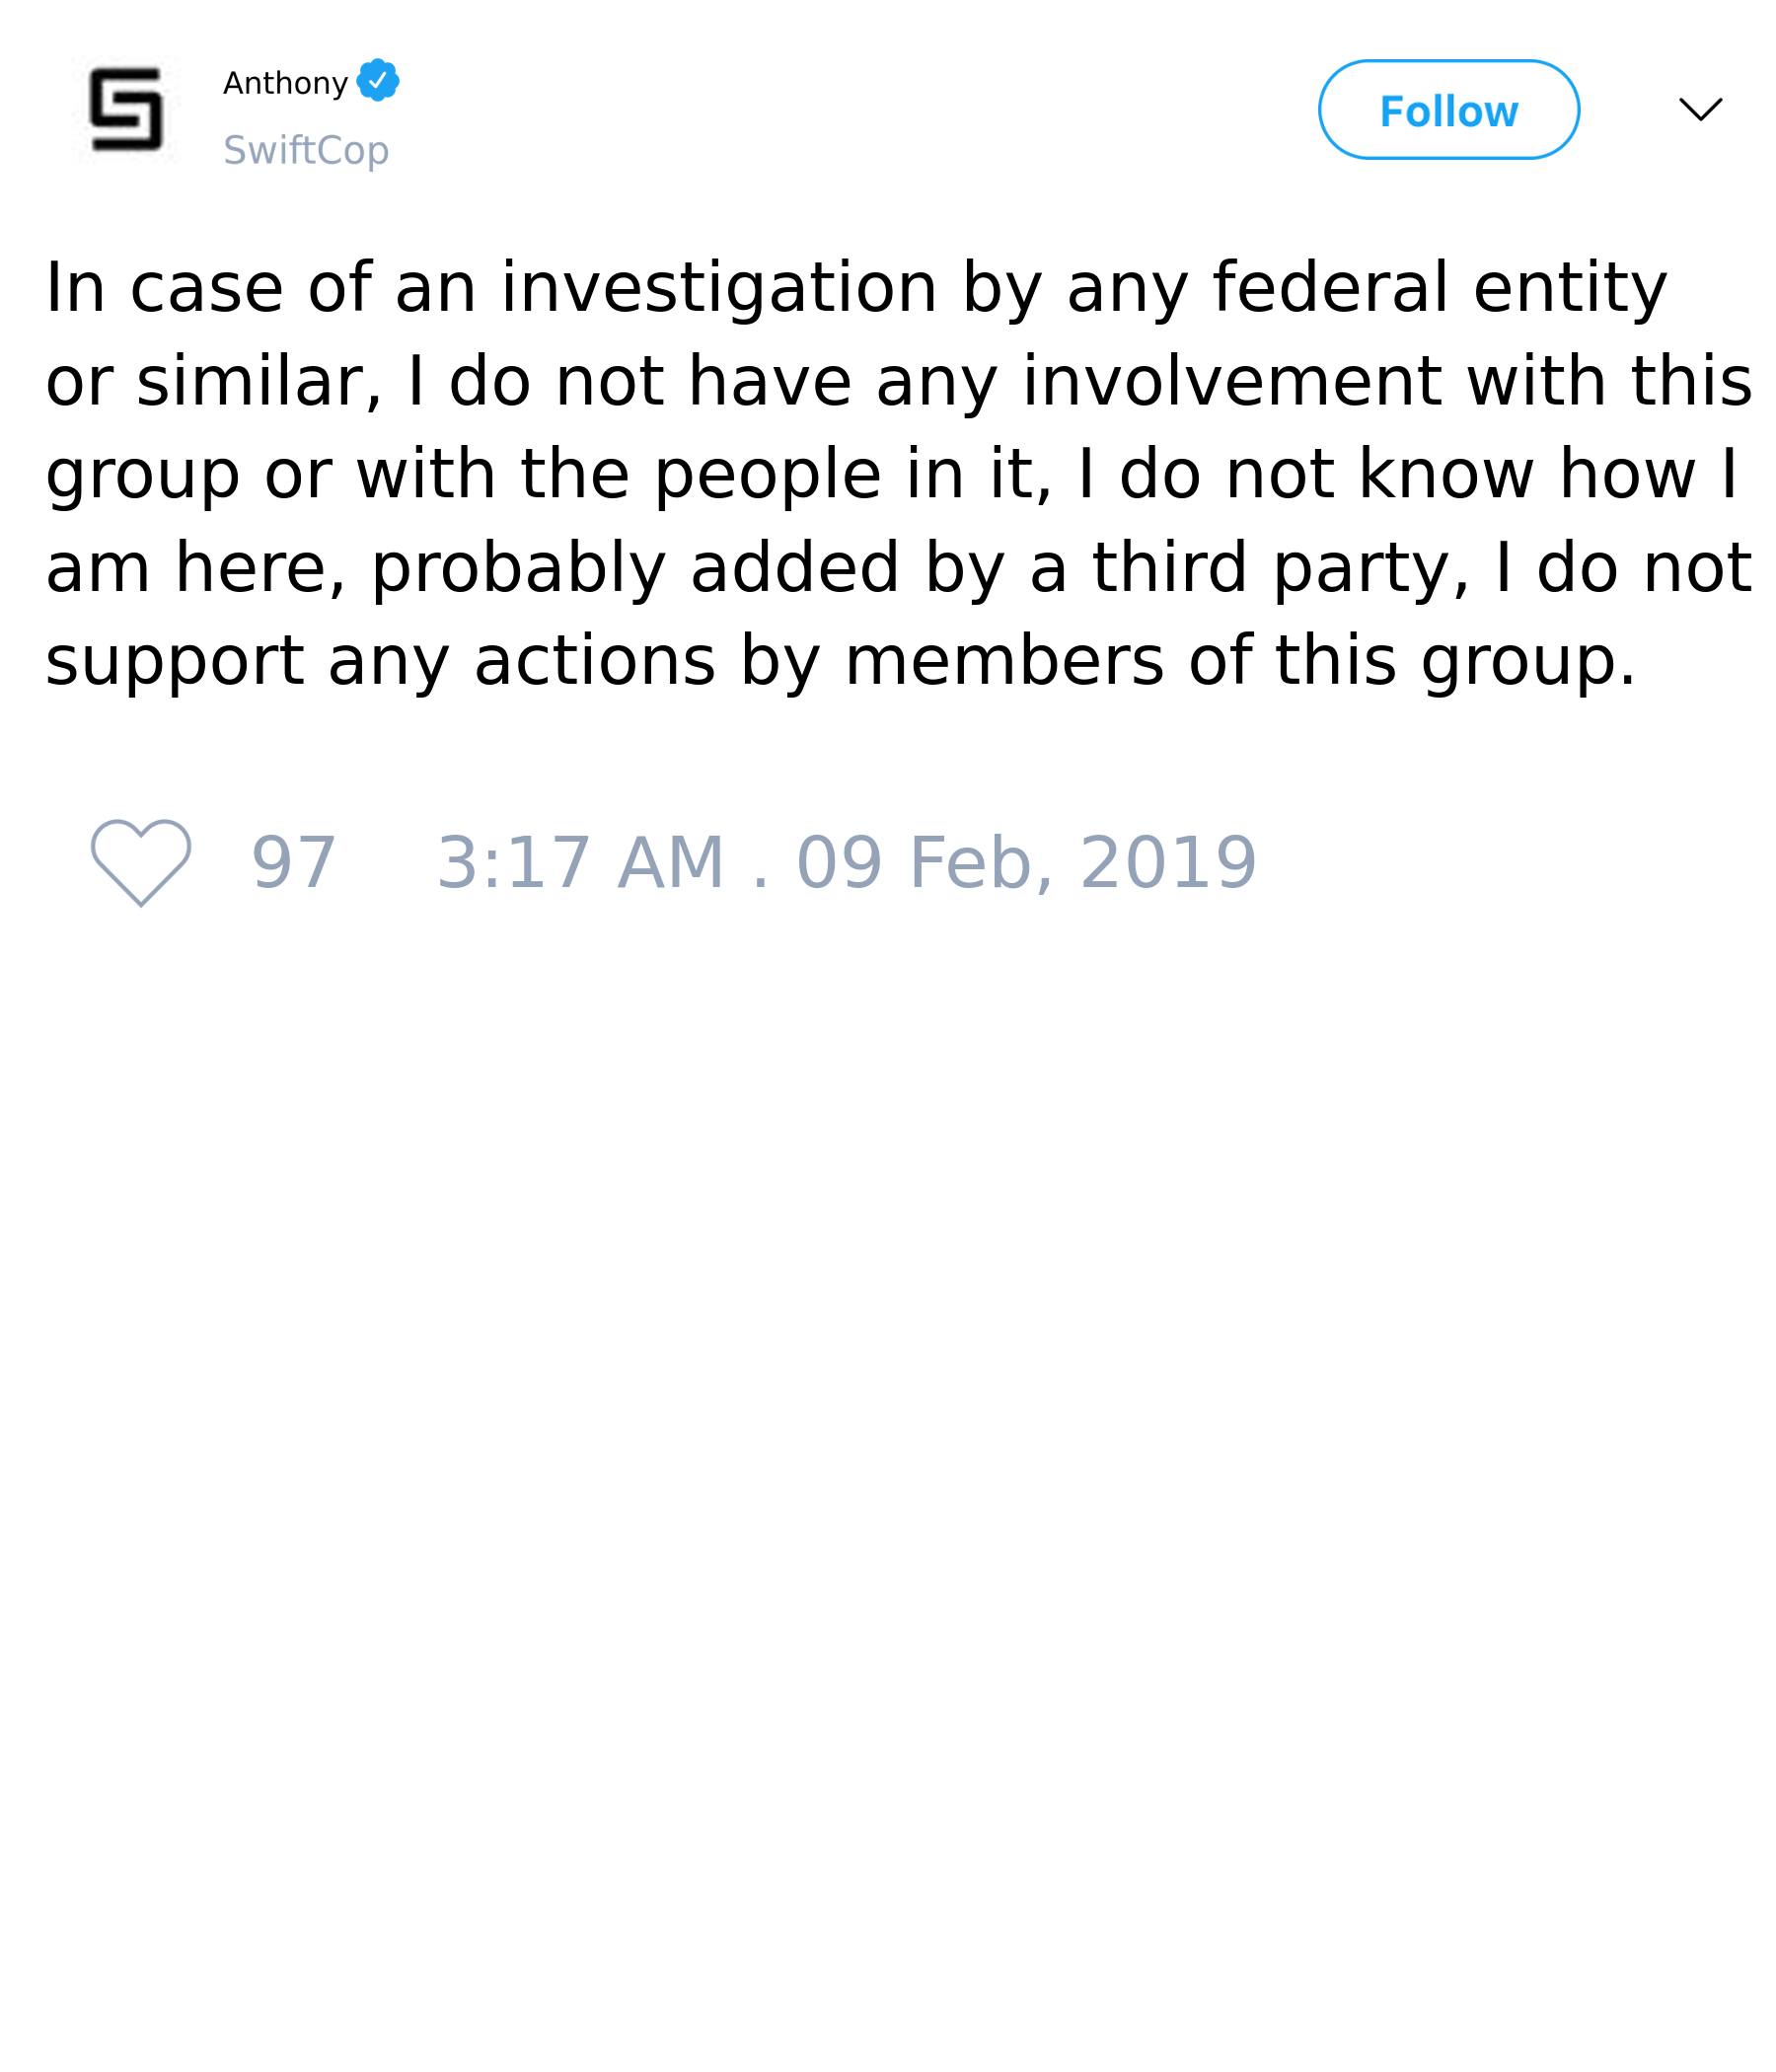 Anthony
SwiftCop
Follow
In case of an investigation by any federal entity
or similar, I do not have any involvement with this
group or with the people in it, I do not know how I
am here, probably added by a third party, I do not
support any actions by members of this group.
97 3:17 AM . 09 Feb, 2019